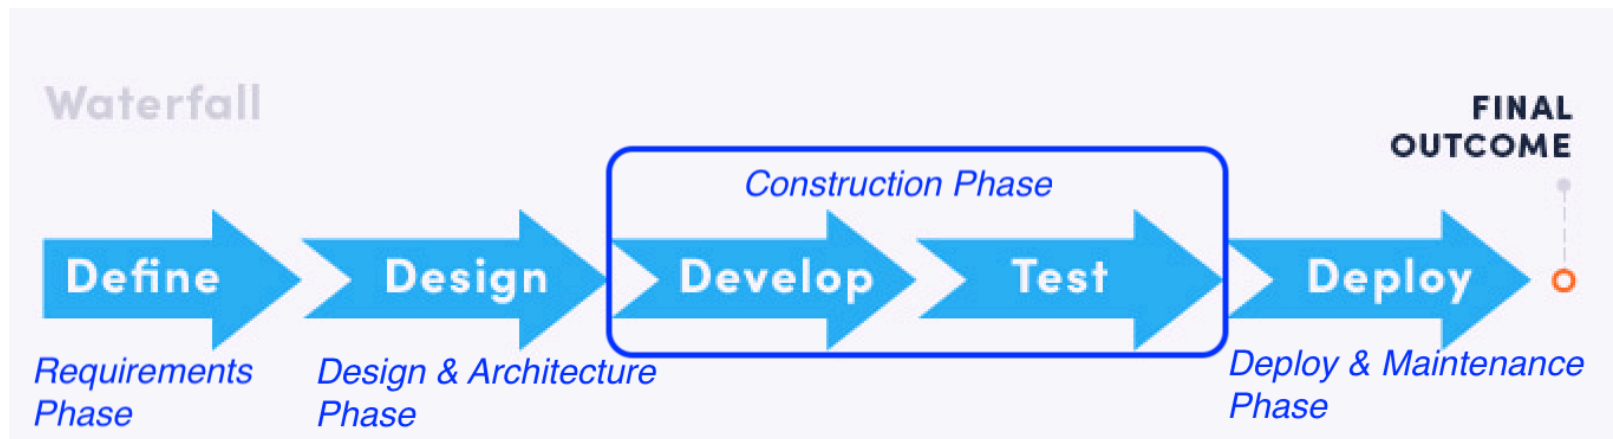 Waterfall
FINAL
OUTCOME
Construction Phase
Define
Design
Develop
Test
Deploy
Requirements
Phase
Design & Architecture
Phase
Deploy & Maintenance
Phase